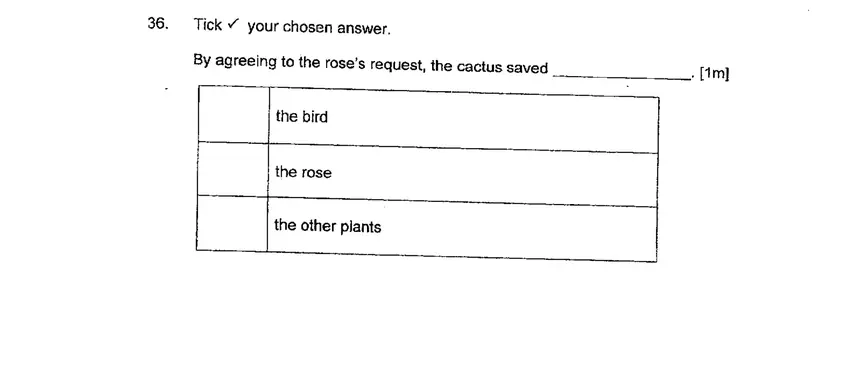 36. Tick ✓ your chosen answer.
By agreeing to the rose's request, the cactus saved ____________. [1m]
the bird
the rose
the other plants